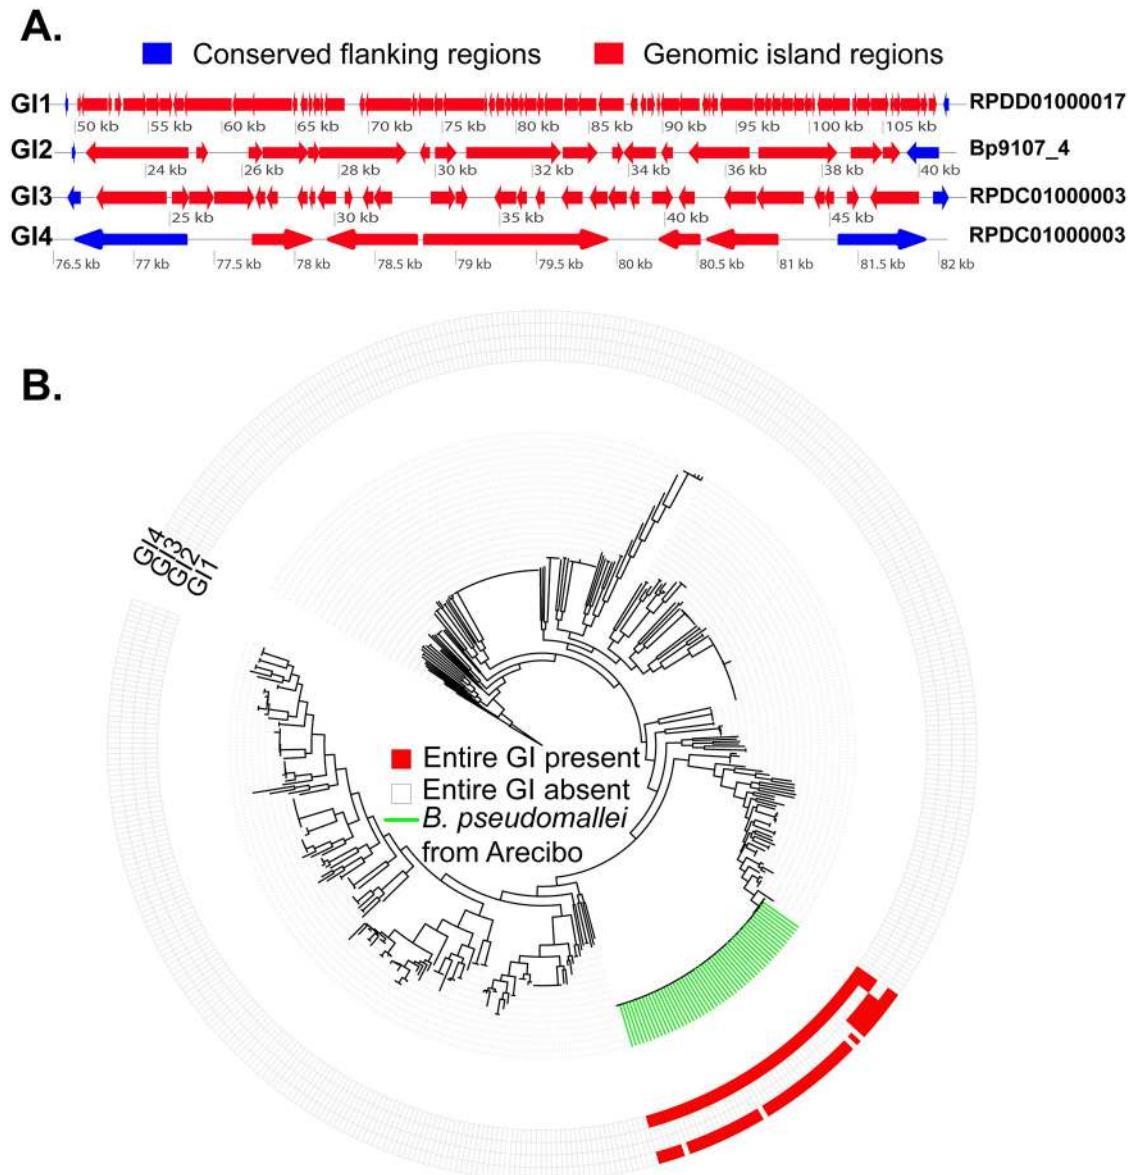 A.
Conserved flanking regions
Genomic island regions
GI1
RPDD01000017
50 kb 55 kb 60 kb 65 kb 70 kb 75 kb 80 kb 85 kb 90 kb 95 kb 100 kb 105 kb
GI2
Bp9107_4
24 kb 26 kb 28 kb 30 kb 32 kb 34 kb 36 kb 38 kb 40 kb
GI3
RPDC01000003
25 kb 30 kb 35 kb 40 kb 45 kb
GI4
RPDC01000003
76.5 kb 77 kb 77.5 kb 78 kb 78.5 kb 79 kb 79.5 kb 80 kb 80.5 kb 81 kb 81.5 kb 82 kb
B.
GI4
GI3
GI2
GI1
Entire GI present
Entire GI absent
B. pseudomallei
from Arecibo